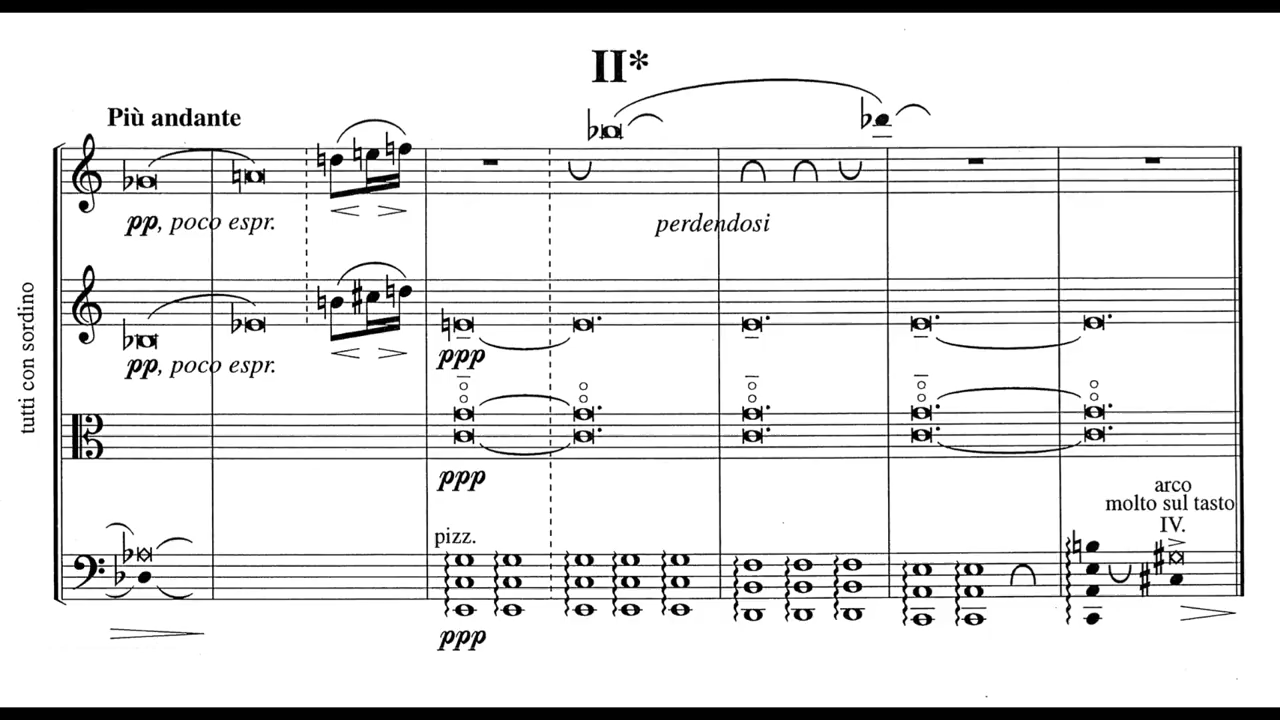 II*
Più andante
pp, poco espr.
perdendosi
tutti con sordino
pp, poco espr.
ppp
ppp
arco
molto sul tasto
IV.
pizz.
ppp